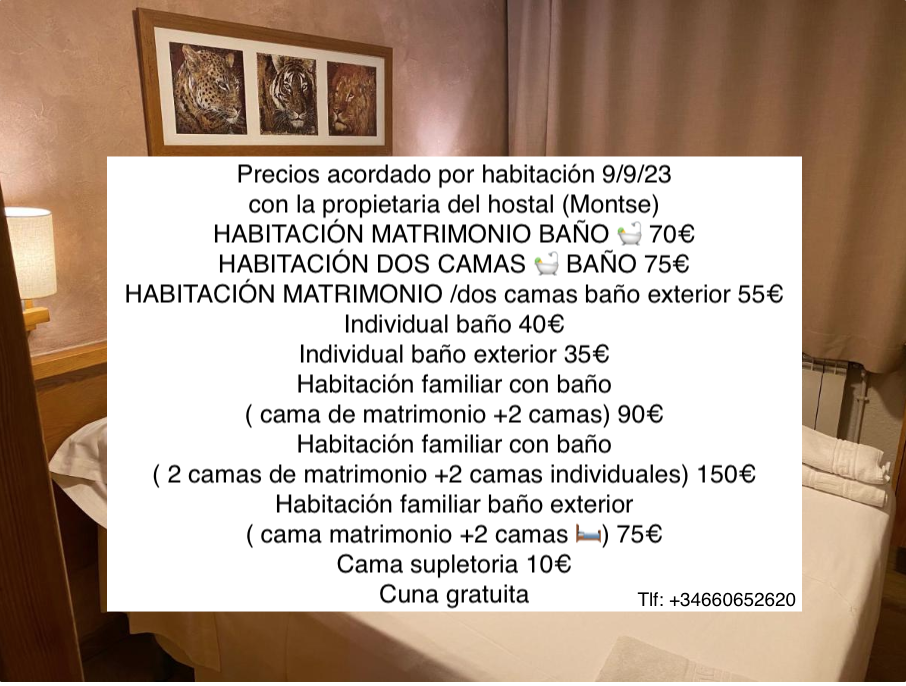 Precios acordado por habitación 9/9/23
con la propietaria del hostal (Montse)
HABITACIÓN MATRIMONIO BAÑO 🛁 70€
HABITACIÓN DOS CAMAS 🛁 BAÑO 75€
HABITACIÓN MATRIMONIO /dos camas baño exterior 55€
Individual baño 40€
Individual baño exterior 35€
Habitación familiar con baño
( cama de matrimonio +2 camas) 90€
Habitación familiar con baño
( 2 camas de matrimonio +2 camas individuales) 150€
Habitación familiar baño exterior
( cama matrimonio +2 camas 🛏️) 75€
Cama supletoria 10€
Cuna gratuita
Tlf: +34660652620